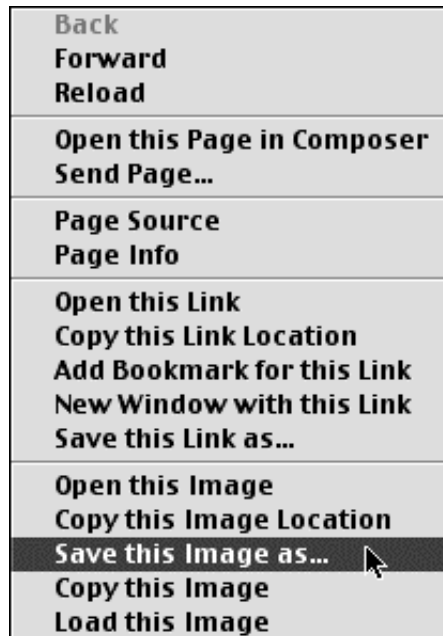 Back
Forward
Reload
Open this Page in Composer
Send Page...
Page Source
Page Info
Open this Link
Copy this Link Location
Add Bookmark for this Link
New Window with this Link
Save this Link as...
Open this Image
Copy this Image Location
Save this Image as...
Copy this Image
Load this Image